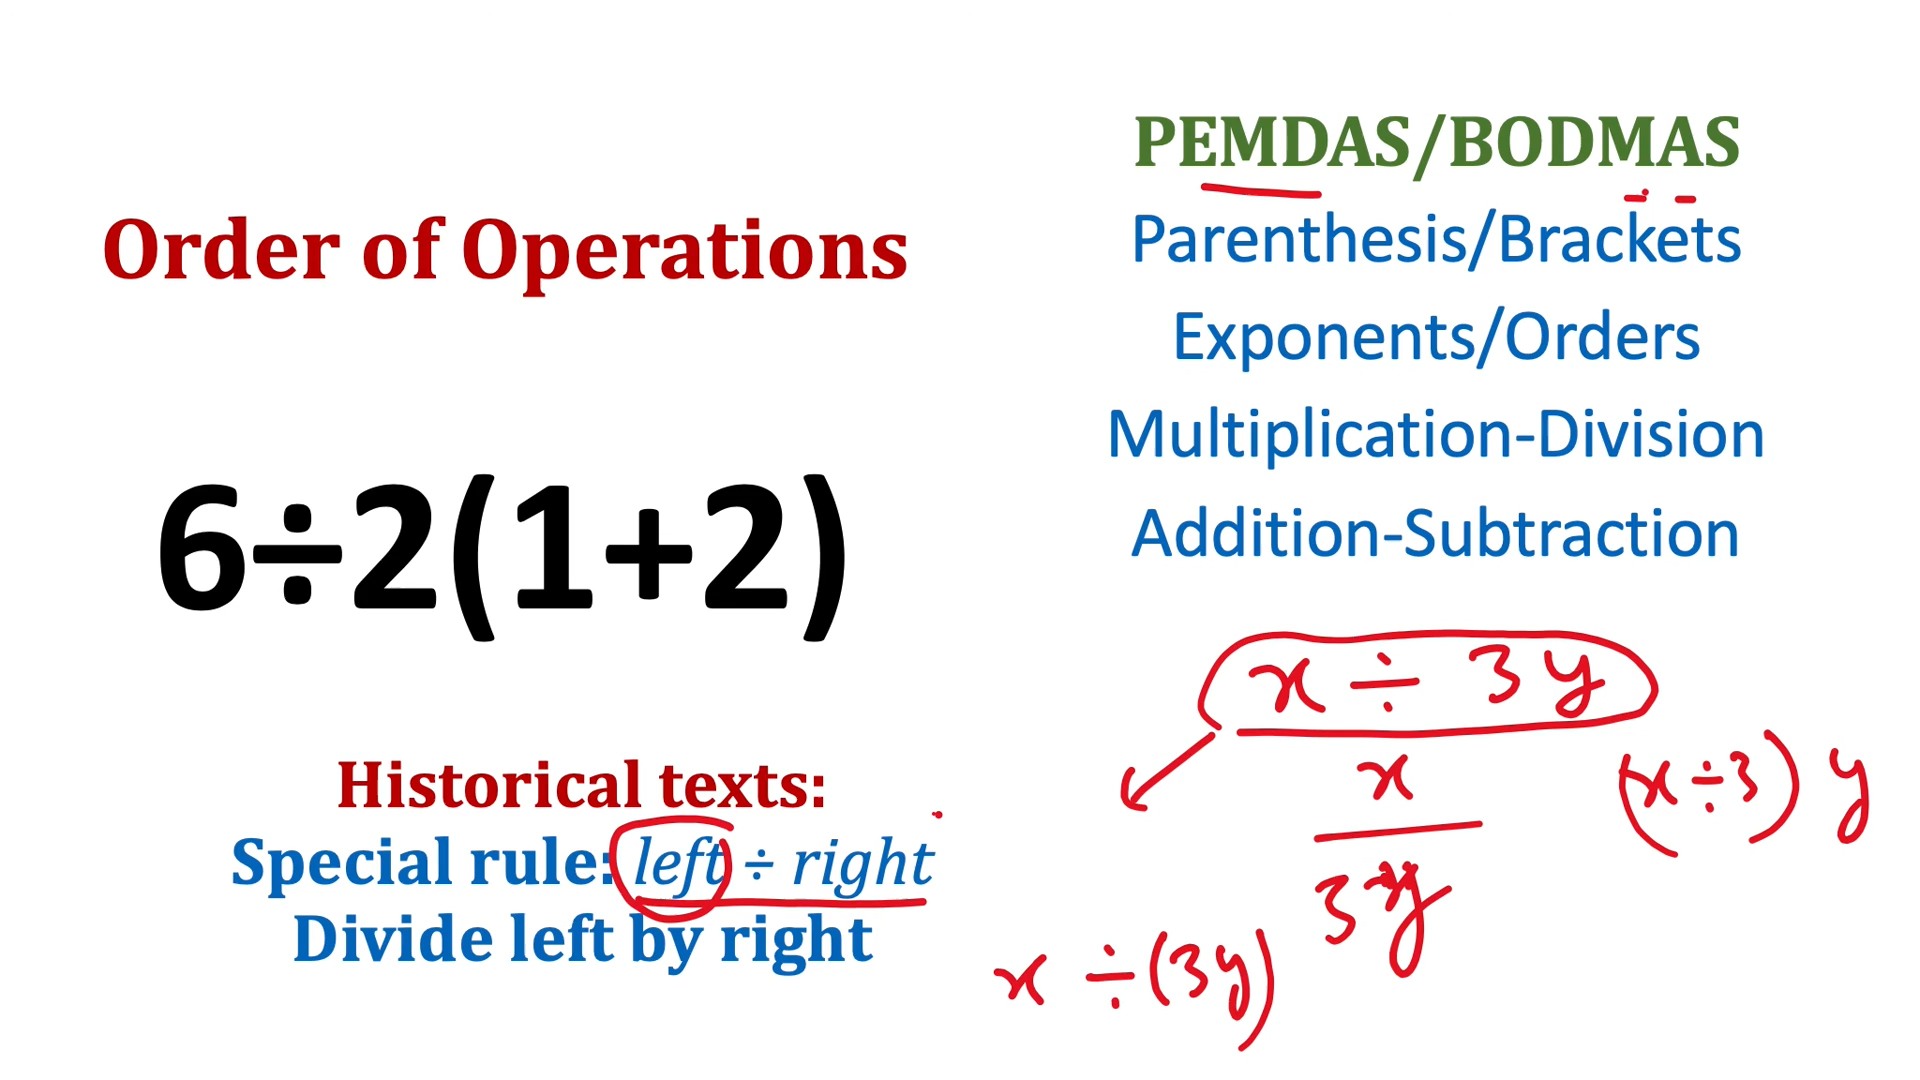 Order of Operations
6÷2(1+2)
Historical texts:
Special rule: left ÷ right
Divide left by right
PEMDAS/BODMAS
Parenthesis/Brackets
Exponents/Orders
Multiplication-Division
Addition-Subtraction
x ÷ 3y
x
3y
(x ÷ 3) y
x ÷ (3y)